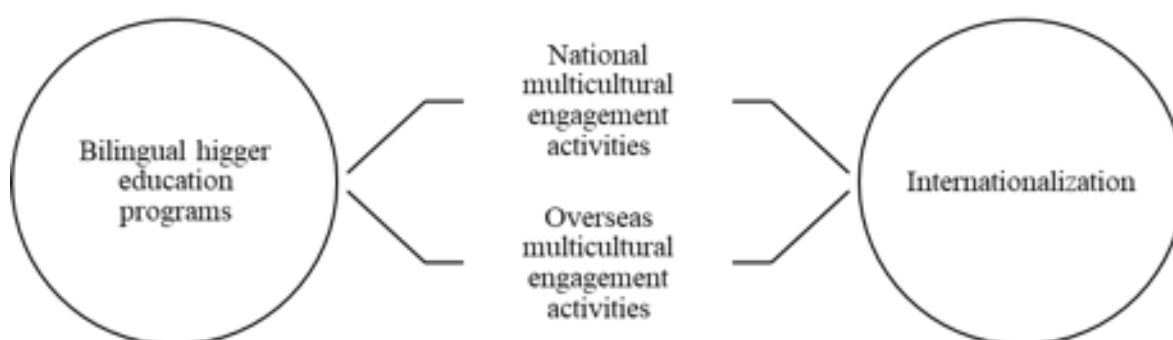 Bilingual higger
education
programs
National
multicultural
engagement
activities
Overseas
multicultural
engagement
activities
Internationalization